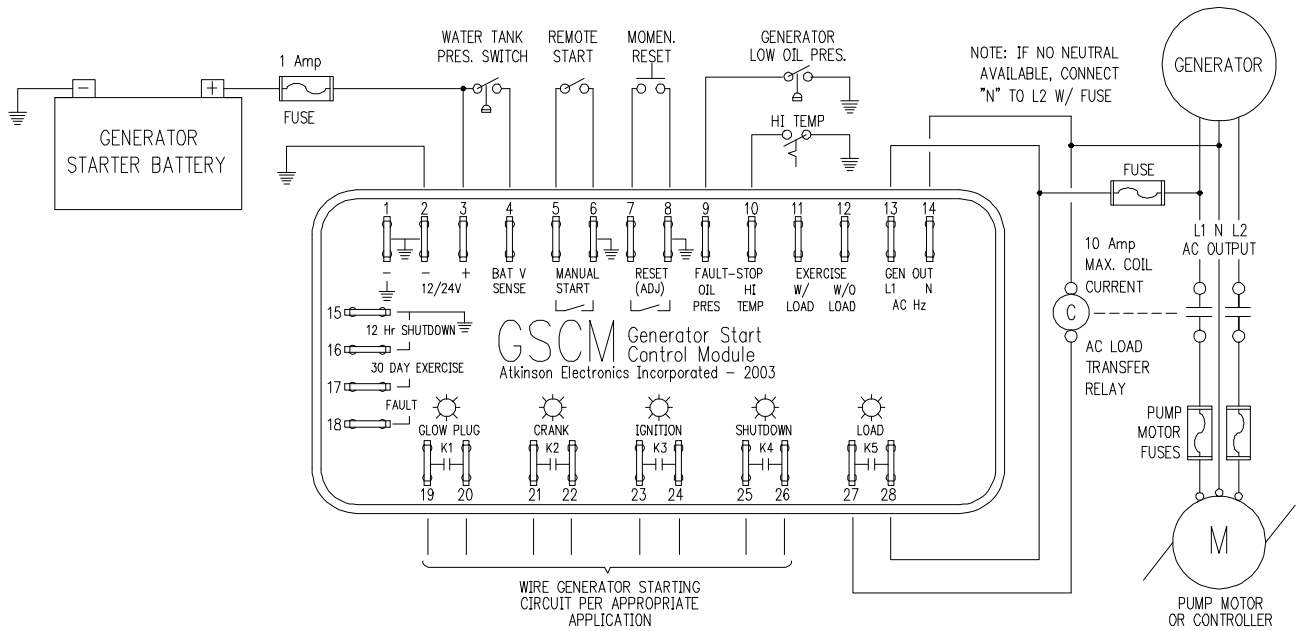 WATER TANK
PRES. SWITCH
REMOTE
START
MOMEN.
RESET
GENERATOR
LOW OIL PRES.
NOTE: IF NO NEUTRAL
AVAILABLE, CONNECT
"N" TO L2 W/ FUSE
GENERATOR
1 Amp
FUSE
- +
GENERATOR
STARTER BATTERY
HI TEMP
FUSE
L1 N L2
AC OUTPUT
1 2 3 4 5 6 7 8 9 10 11 12 13 14
- - +
12/24V
BAT V
SENSE
MANUAL
START
RESET
(ADJ)
FAULT-STOP
OIL
PRES
HI
TEMP
EXERCISE
W/
LOAD
W/O
LOAD
GEN OUT
L1 N
AC Hz
10 Amp
MAX. COIL
CURRENT
C
AC LOAD
TRANSFER
RELAY
15
12 Hr SHUTDOWN
16
30 DAY EXERCISE
17
FAULT
18
GSCM
Generator Start
Control Module
Atkinson Electronics Incorporated - 2003
GLOW PLUG
CRANK
IGNITION
SHUTDOWN
LOAD
K1 K2 K3 K4 K5
19 20 21 22 23 24 25 26 27 28
PUMP
MOTOR
FUSES
M
WIRE GENERATOR STARTING
CIRCUIT PER APPROPRIATE
APPLICATION
PUMP MOTOR
OR CONTROLLER